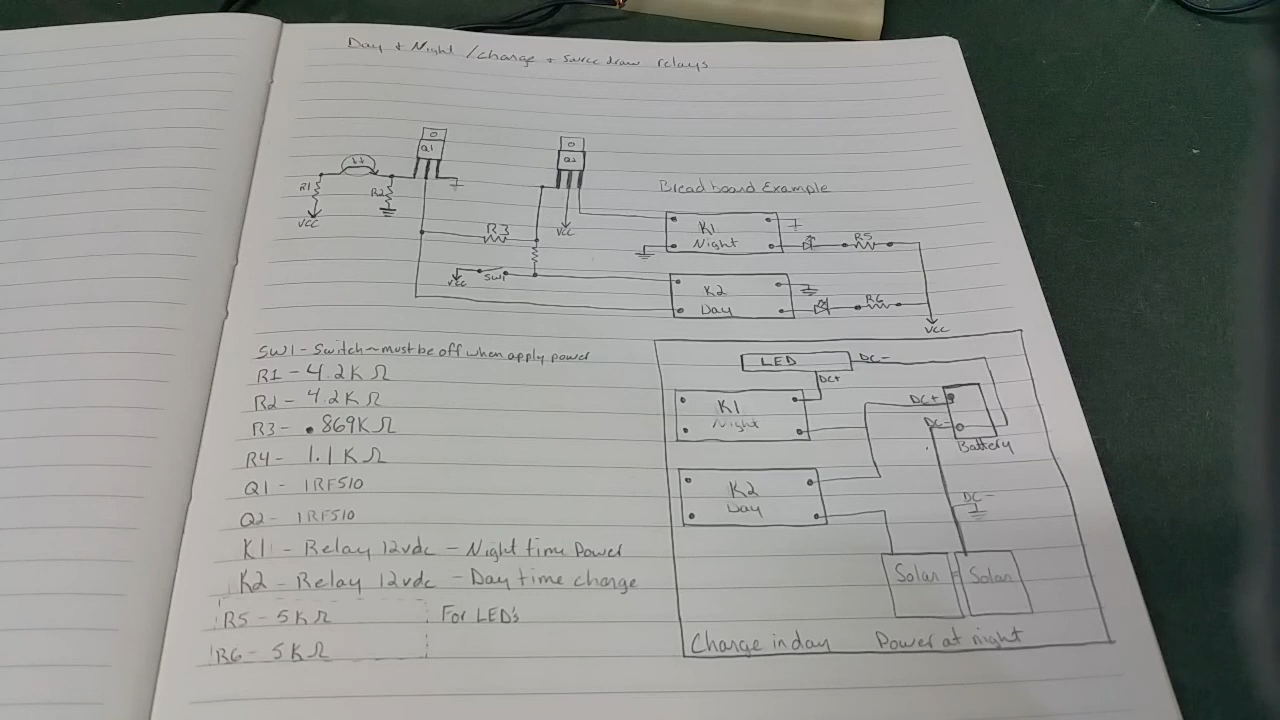 Day + Night / charge + source draw relays
Q1
Q2
R1
R2
VCC
R3
VCC
VCC
SW1
Breadboard Example
K1
Night
R5
K2
Day
R6
VCC
SW1 - Switch ~ must be off when apply power
R1 - 4.2K Ω
R2 - 4.2K Ω
R3 - .869K Ω
R4 - 1.1K Ω
Q1 - IRF510
Q2 - IRF510
K1 - Relay 12vdc - Night time Power
K2 - Relay 12vdc - Day time charge
R5 - 5K Ω For LED's
R6 - 5K Ω
LED
DC-
DC+
K1
Night
DC+
DC-
Battery
K2
Day
DC-
Solar
Solar
Charge in day Power at night